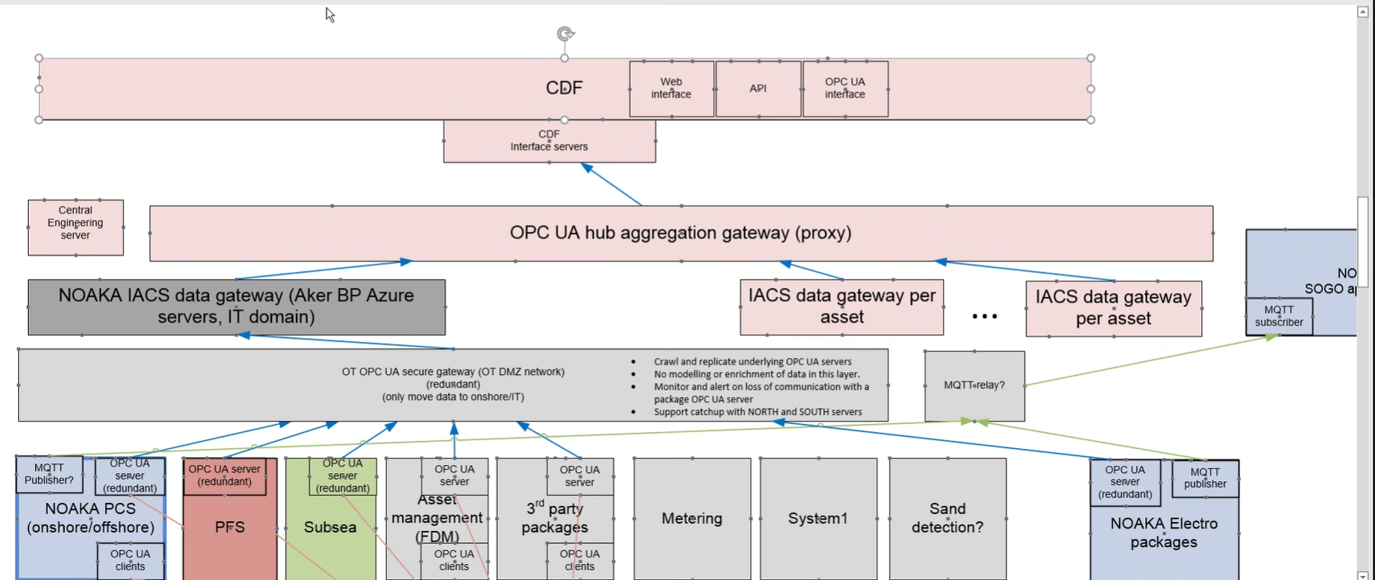 CDF
Web
interface
API
OPC UA
interface
CDF
Interface servers
Central
Engineering
server
OPC UA hub aggregation gateway (proxy)
NOAKA IACS data gateway (Aker BP Azure
servers, IT domain)
IACS data gateway per
asset
...
IACS data gateway
per asset
NO
SOGO ap
MQTT
subscriber
OT OPC UA secure gateway (OT DMZ network)
(redundant)
(only move data to onshore/IT)
• Crawl and replicate underlying OPC UA servers
• No modelling or enrichment of data in this layer.
• Monitor and alert on loss of communication with a
package OPC UA server
• Support catchup with NORTH and SOUTH servers
MQTT relay?
MQTT
Publisher?
OPC UA
server
(redundant)
NOAKA PCS
(onshore/offshore)
OPC UA
clients
OPC UA server
(redundant)
PFS
OPC UA
server
(redundant)
Subsea
OPC UA
server
Asset
management
(FDM)
OPC UA
clients
OPC UA
server
3rd party
packages
OPC UA
clients
Metering
System1
Sand
detection?
OPC UA
server
(redundant)
MQTT
publisher
NOAKA Electro
packages